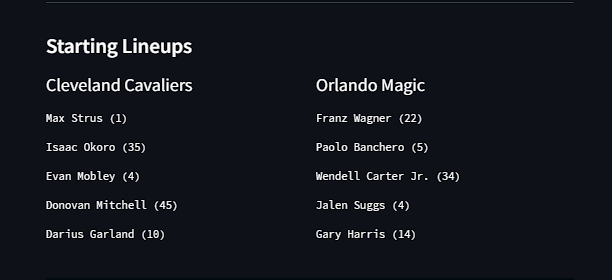 Starting Lineups
Cleveland Cavaliers
Max Strus (1)
Isaac Okoro (35)
Evan Mobley (4)
Donovan Mitchell (45)
Darius Garland (10)
Orlando Magic
Franz Wagner (22)
Paolo Banchero (5)
Wendell Carter Jr. (34)
Jalen Suggs (4)
Gary Harris (14)